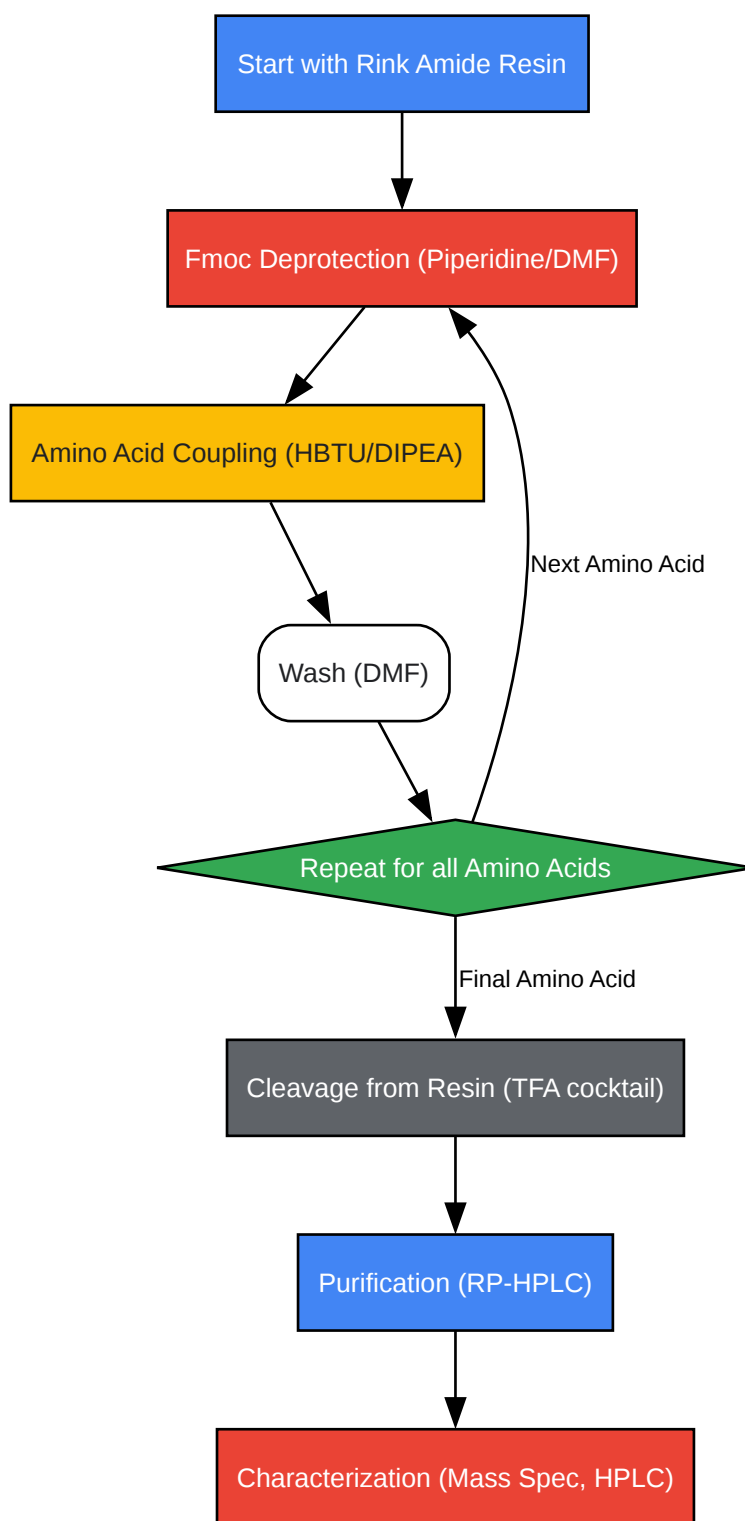 Start with Rink Amide Resin
Fmoc Deprotection (Piperidine/DMF)
Amino Acid Coupling (HBTU/DIPEA)
Next Amino Acid
Wash (DMF)
Repeat for all Amino Acids
Final Amino Acid
Cleavage from Resin (TFA cocktail)
Purification (RP-HPLC)
Characterization (Mass Spec, HPLC)